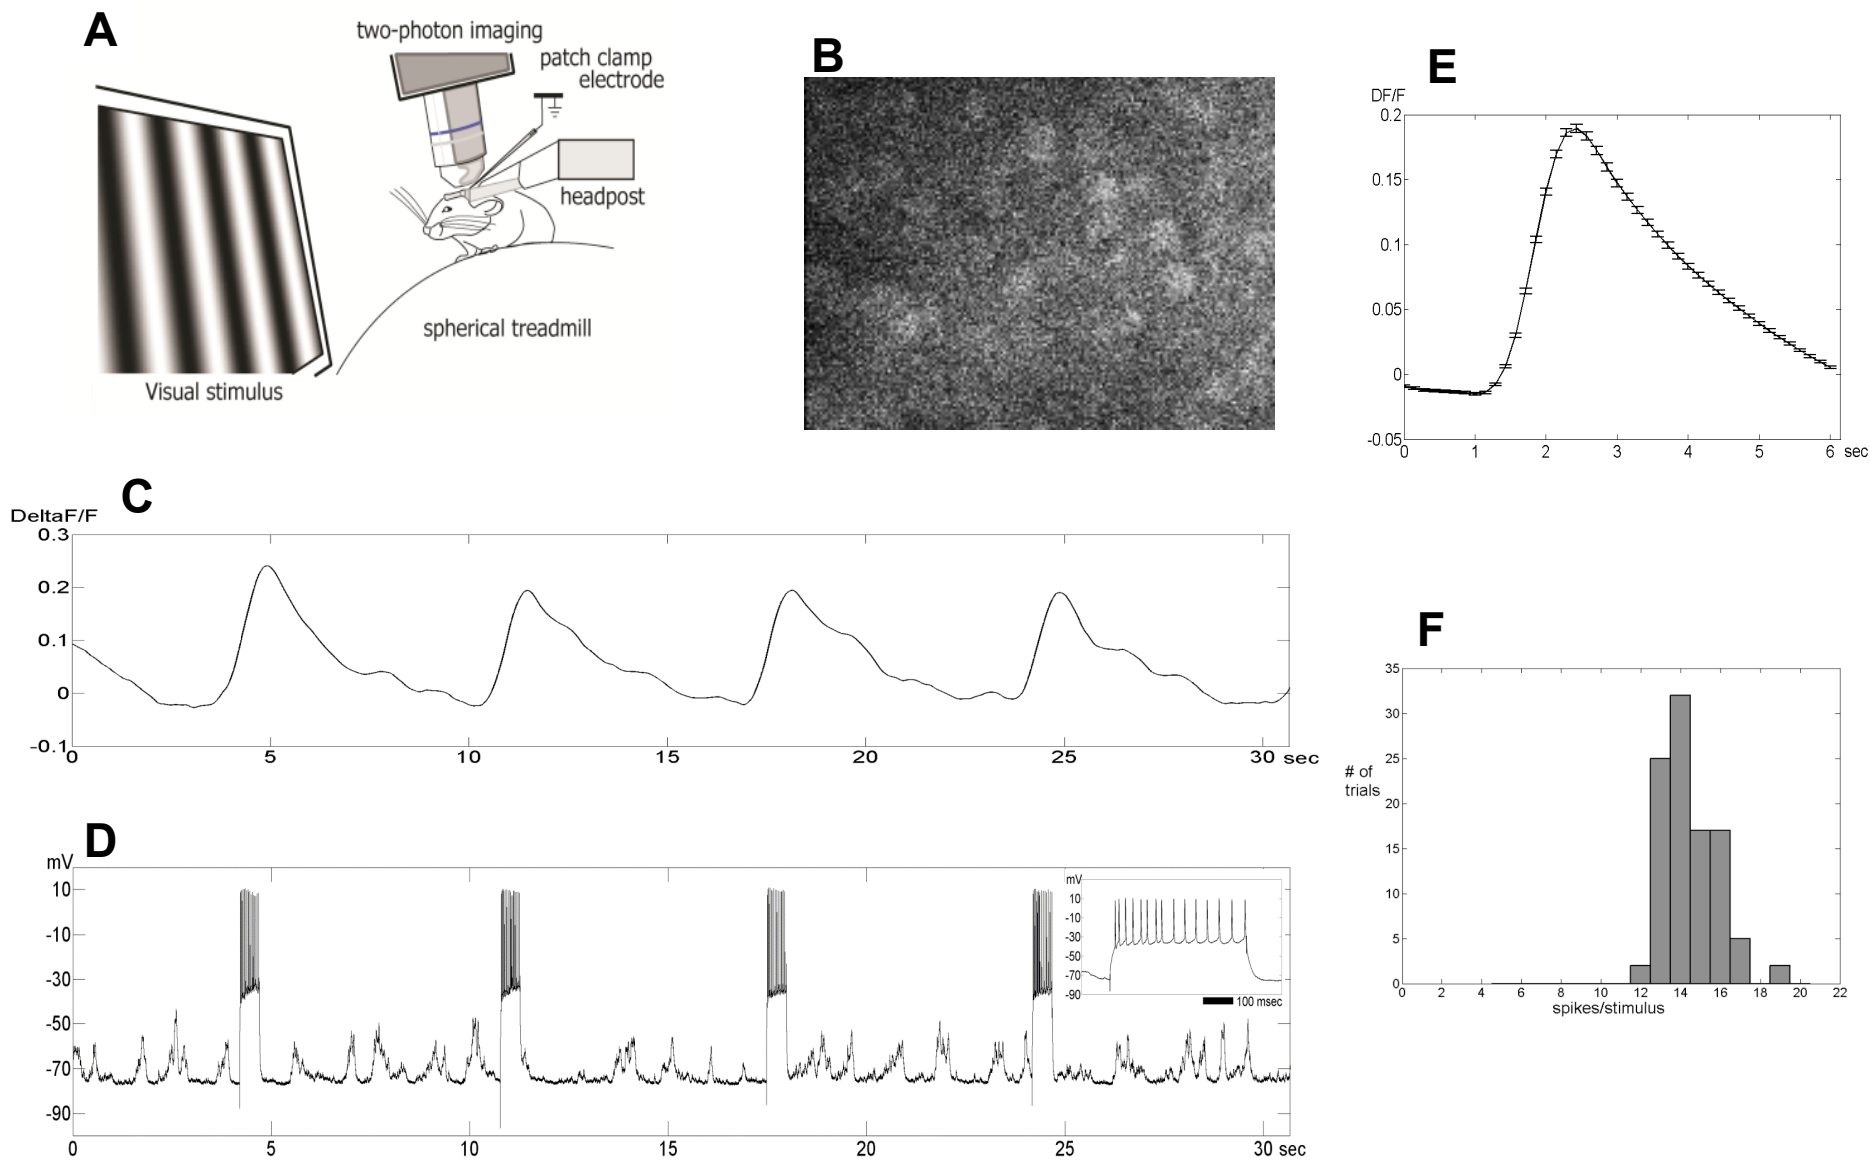 A
two-photon imaging
patch clamp
electrode
headpost
spherical treadmill
Visual stimulus
B
E
DF/F
0.2
0.15
0.1
0.05
0
-0.05
0 1 2 3 4 5 6 sec
C
DeltaF/F
0.3
0.2
0.1
0
-0.1
0 5 10 15 20 25 30 sec
D
mV
10
-10
-30
-50
-70
-90
0 5 10 15 20 25 30 sec
mV
10
-10
-30
-50
-70
-90
100 msec
F
35
30
25
20
15
10
5
0
# of
trials
0 2 4 6 8 10 12 14 16 18 20 22
spikes/stimulus